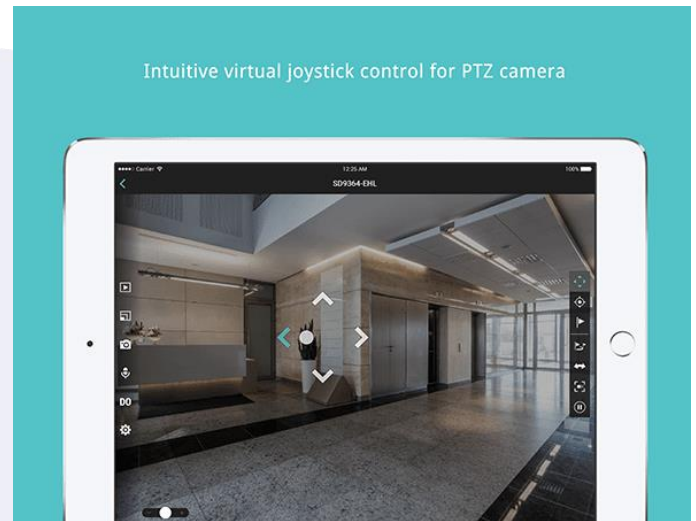 Intuitive virtual joystick control for PTZ camera
Carrier 12:25 AM 100%
SD9364-EHL
DO